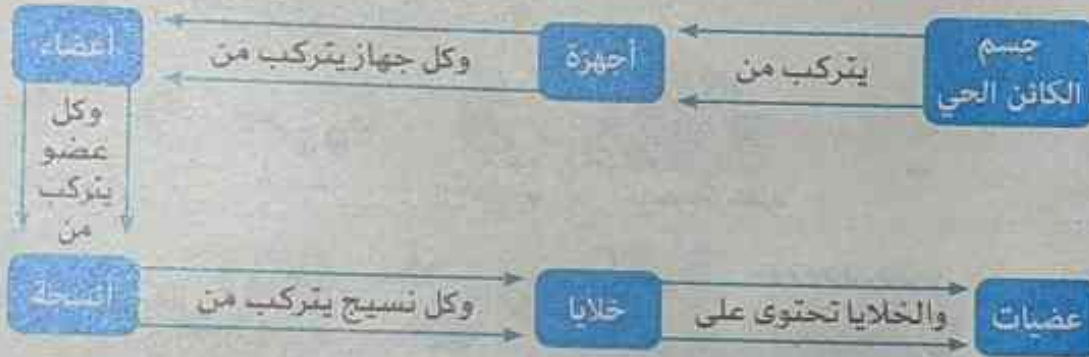 جسم
الكائن الحي
يتركب من
أجهزة
وكل جهاز يتركب من
أعضاء
وكل
عضو
يتركب
من
أنسجة
وكل نسيج يتركب من
خلايا
والخلايا تحتوى على
عضيات